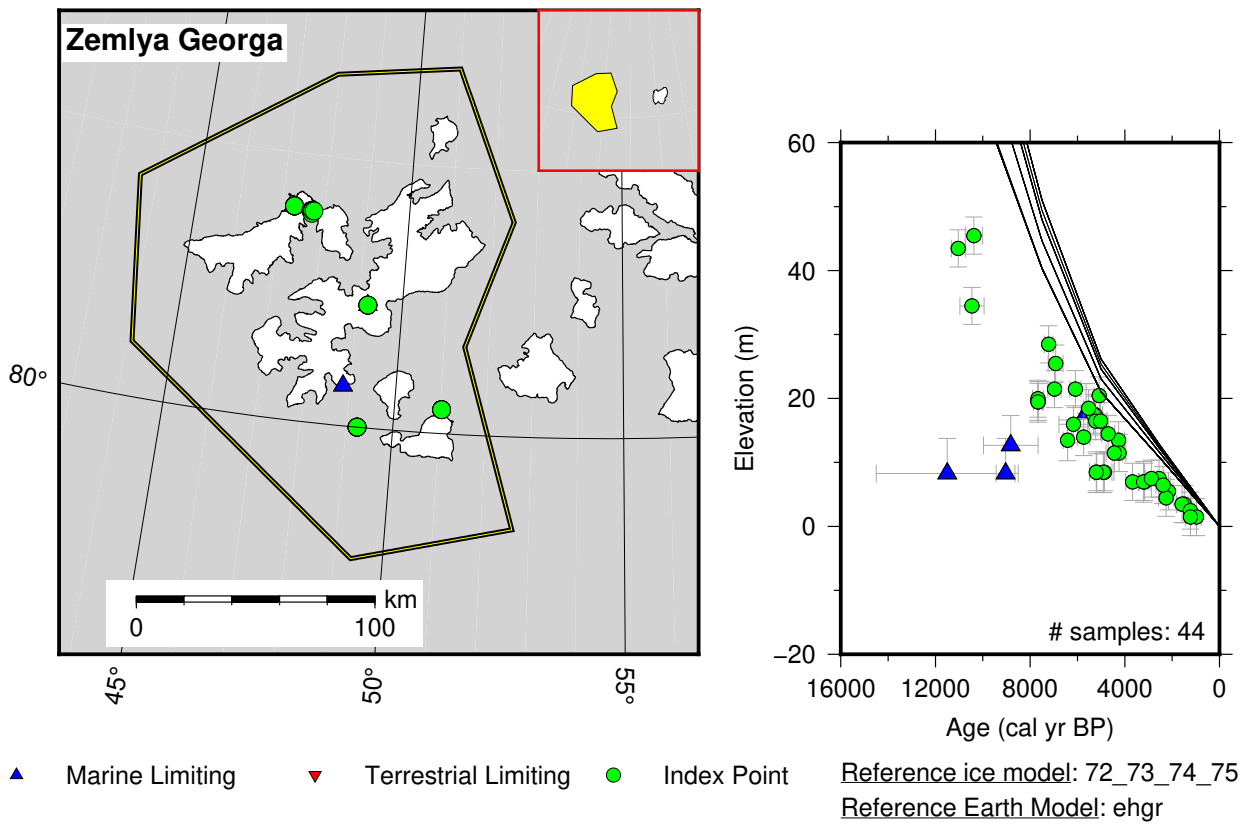 Zemlya Georga
80°
km
0 100
45° 50° 55°
60
40
20
0
−20
Elevation (m)
# samples: 44
16000 12000 8000 4000 0
Age (cal yr BP)
Marine Limiting Terrestrial Limiting Index Point
Reference ice model: 72_73_74_75
Reference Earth Model: ehgr